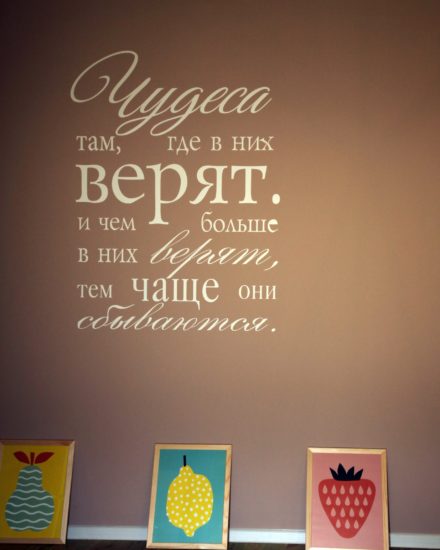 Чудеса
там, где в них
верят.
и чем больше
в них верят,
тем чаще они
сбываются.